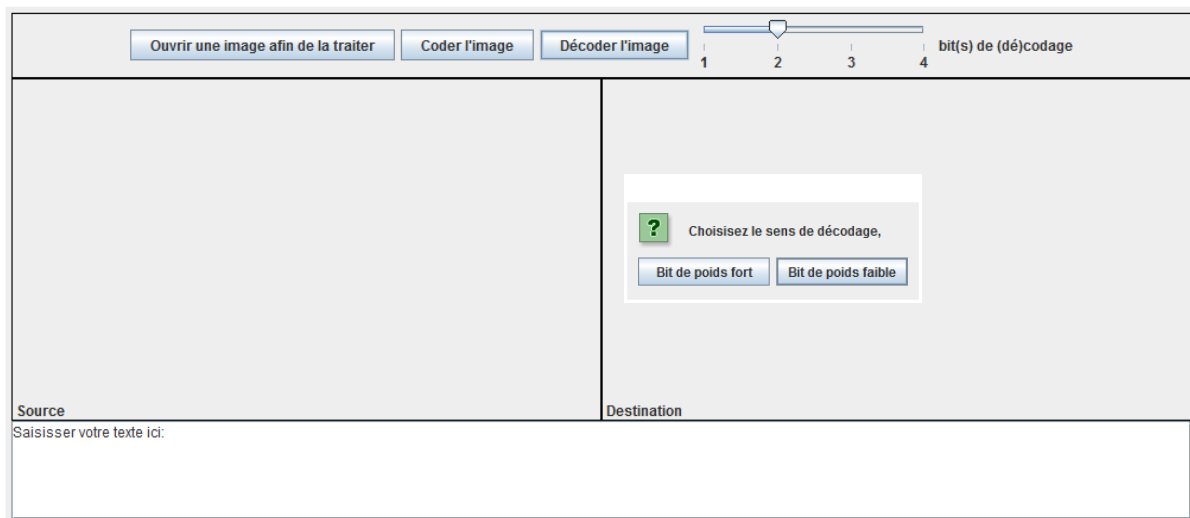 Ouvrir une image afin de la traiter Coder l'image Décoder l'image bit(s) de (dé)codage
1 2 3 4
? Choisisez le sens de décodage,
Bit de poids fort Bit de poids faible
Source Destination
Saisisser votre texte ici: